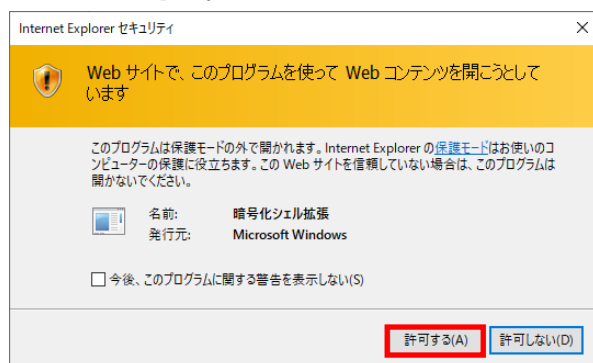 Internet Explorer セキュリティ
Web サイトで、このプログラムを使って Web コンテンツを開こうとして
います
このプログラムは保護モードの外で開かれます。Internet Explorer の保護モードはお使いのコ
ンピューターの保護に役立ちます。この Web サイトを信頼していない場合は、このプログラムは
開かないでください。
名前: 暗号化シェル拡張
発行元: Microsoft Windows
今後、このプログラムに関する警告を表示しない(S)
許可する(A) 許可しない(D)